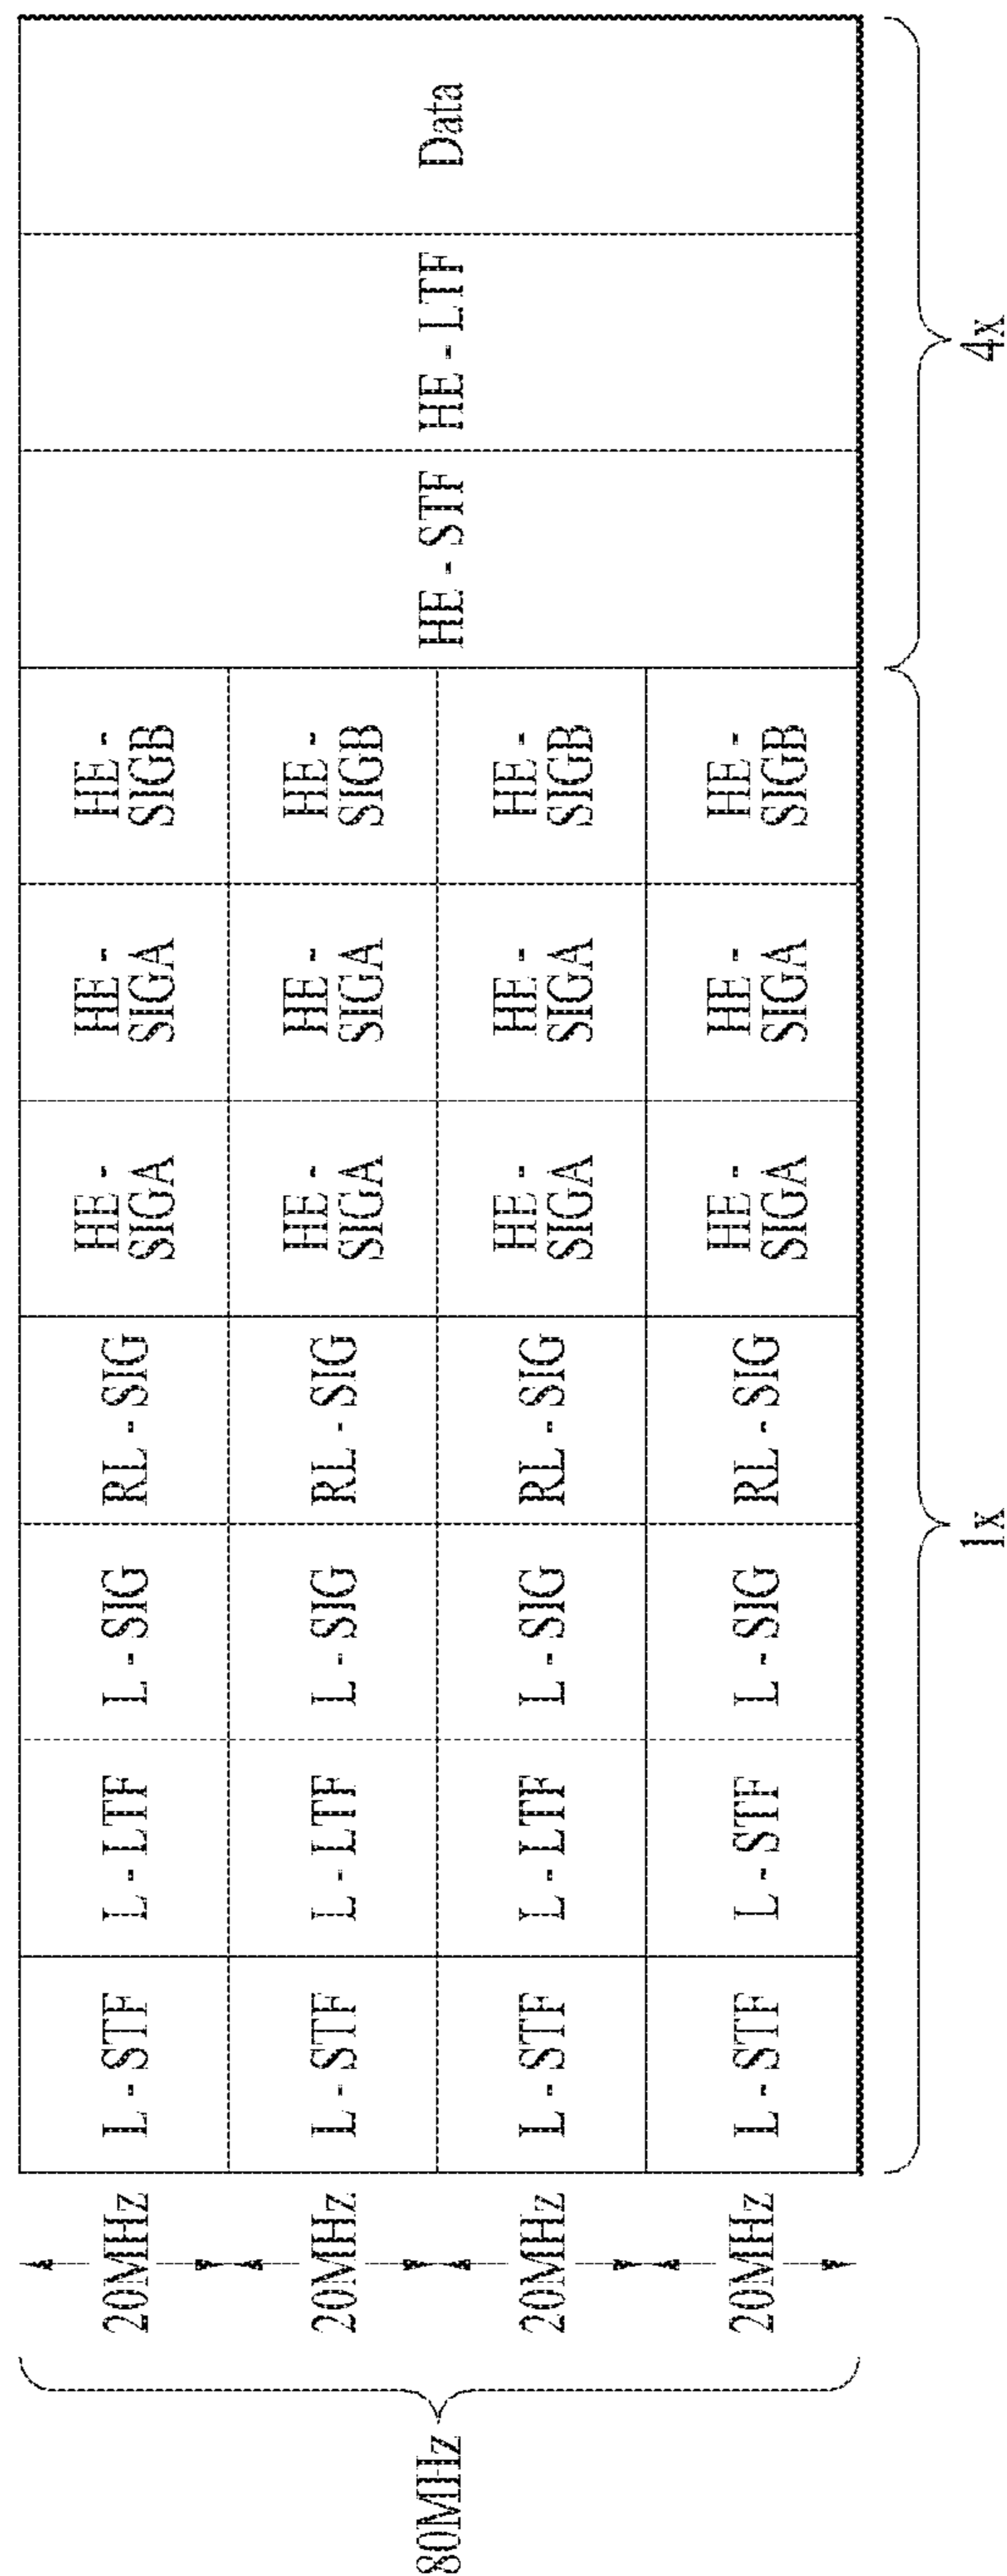 80MHz
20MHz
L - STF
L - LTF
L - SIG
RL - SIG
HE -
SIGA
HE -
SIGA
HE -
SIGB
20MHz
L - STF
L - LTF
L - SIG
RL - SIG
HE -
SIGA
HE -
SIGA
HE -
SIGB
20MHz
L - STF
L - LTF
L - SIG
RL - SIG
HE -
SIGA
HE -
SIGA
HE -
SIGB
20MHz
L - STF
L - STF
L - SIG
RL - SIG
HE -
SIGA
HE -
SIGA
HE -
SIGB
HE - STF
HE - LTF
Data
1x
4x